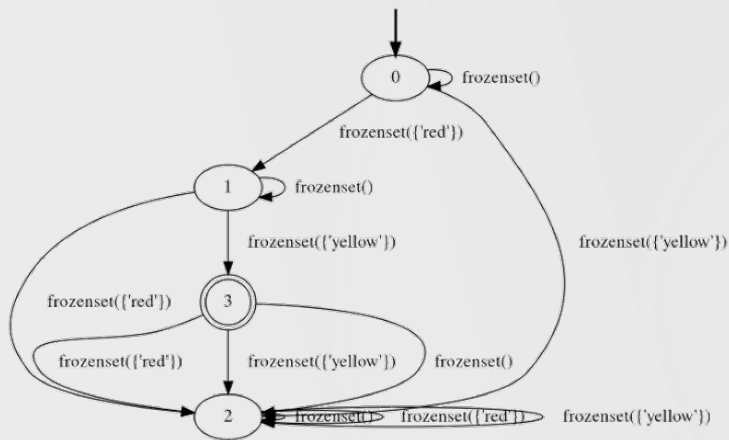 0
frozenset()
frozenset({'red'})
1
frozenset()
frozenset({'yellow'})
frozenset({'yellow'})
3
frozenset({'red'})
frozenset({'red'})
frozenset({'yellow'})
frozenset()
2
frozenset()
frozenset({'red'})
frozenset({'yellow'})